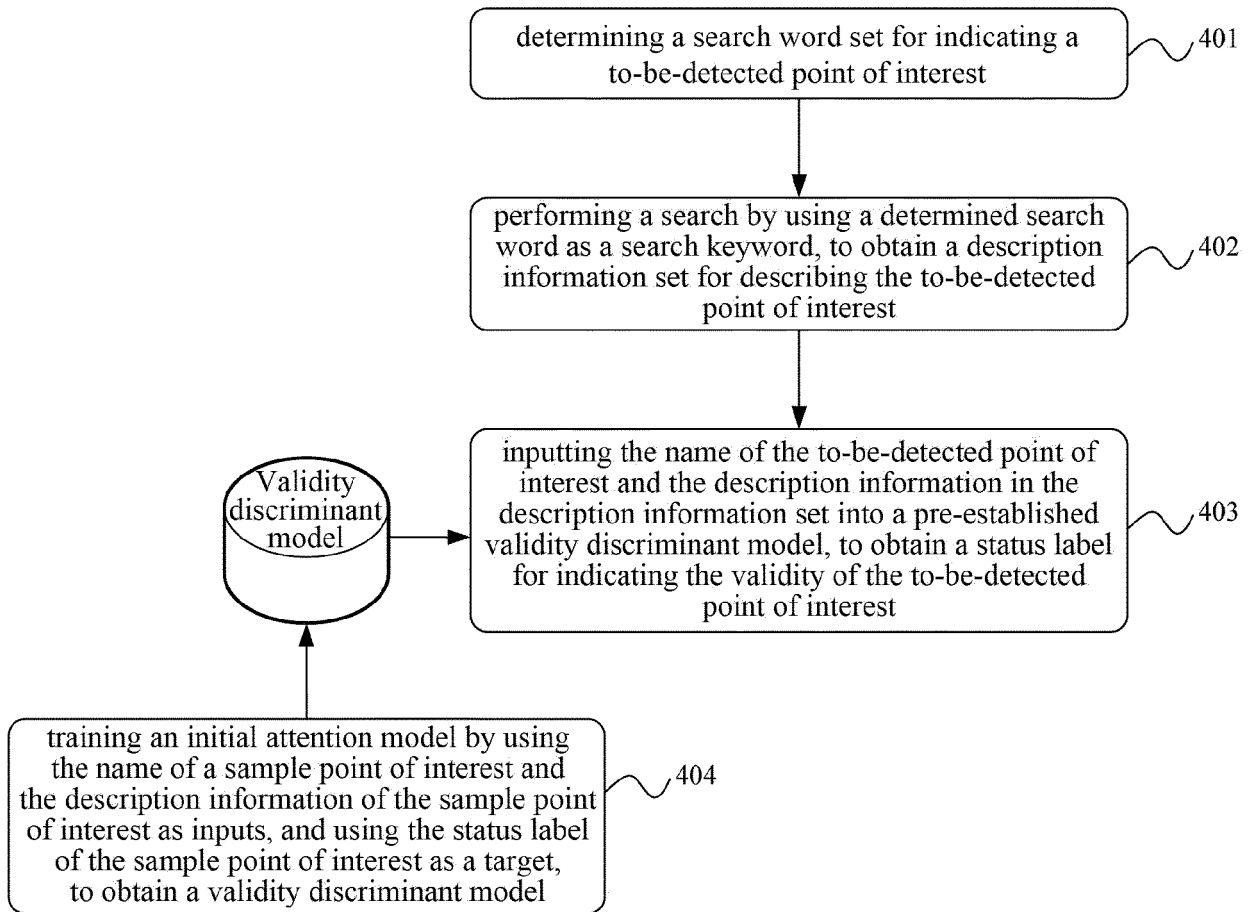 determining a search word set for indicating a
to-be-detected point of interest
401
performing a search by using a determined search
word as a search keyword, to obtain a description
information set for describing the to-be-detected
point of interest
402
inputting the name of the to-be-detected point of
interest and the description information in the
description information set into a pre-established
validity discriminant model, to obtain a status label
for indicating the validity of the to-be-detected
point of interest
403
Validity
discriminant
model
training an initial attention model by using
the name of a sample point of interest and
the description information of the sample point
of interest as inputs, and using the status label
of the sample point of interest as a target,
to obtain a validity discriminant model
404